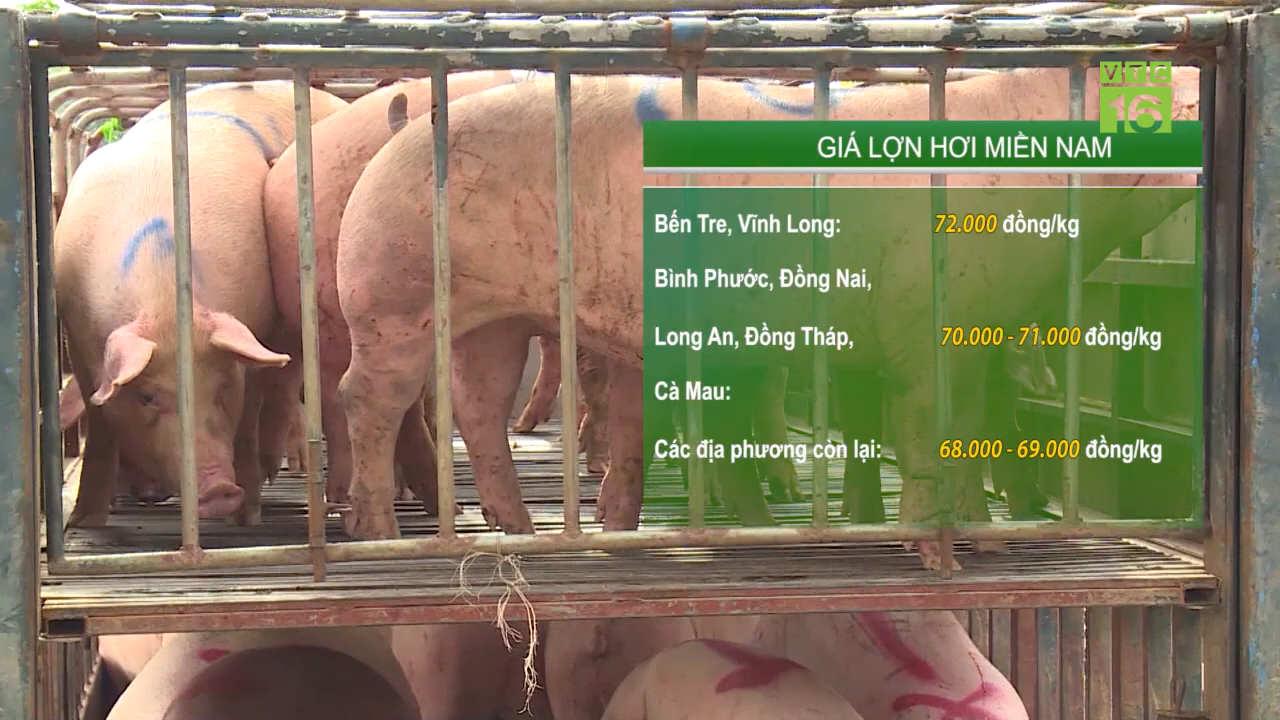 VTC
16
GIÁ LỢN HƠI MIỀN NAM
Bến Tre, Vĩnh Long: 72.000 đồng/kg
Bình Phước, Đồng Nai,
Long An, Đồng Tháp, 70.000 - 71.000 đồng/kg
Cà Mau:
Các địa phương còn lại: 68.000 - 69.000 đồng/kg